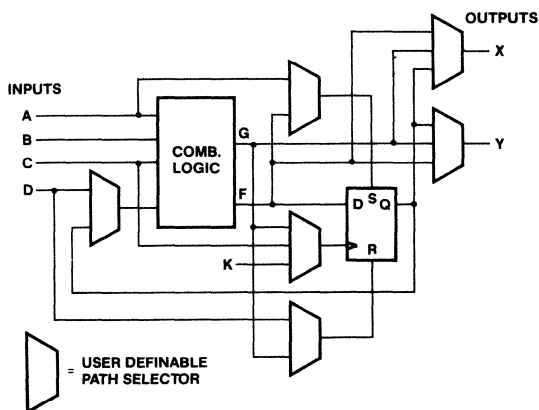 OUTPUTS
X
INPUTS
A
B
C
D
COMB.
LOGIC
G
F
Y
D S Q
R
K
= USER DEFINABLE
PATH SELECTOR